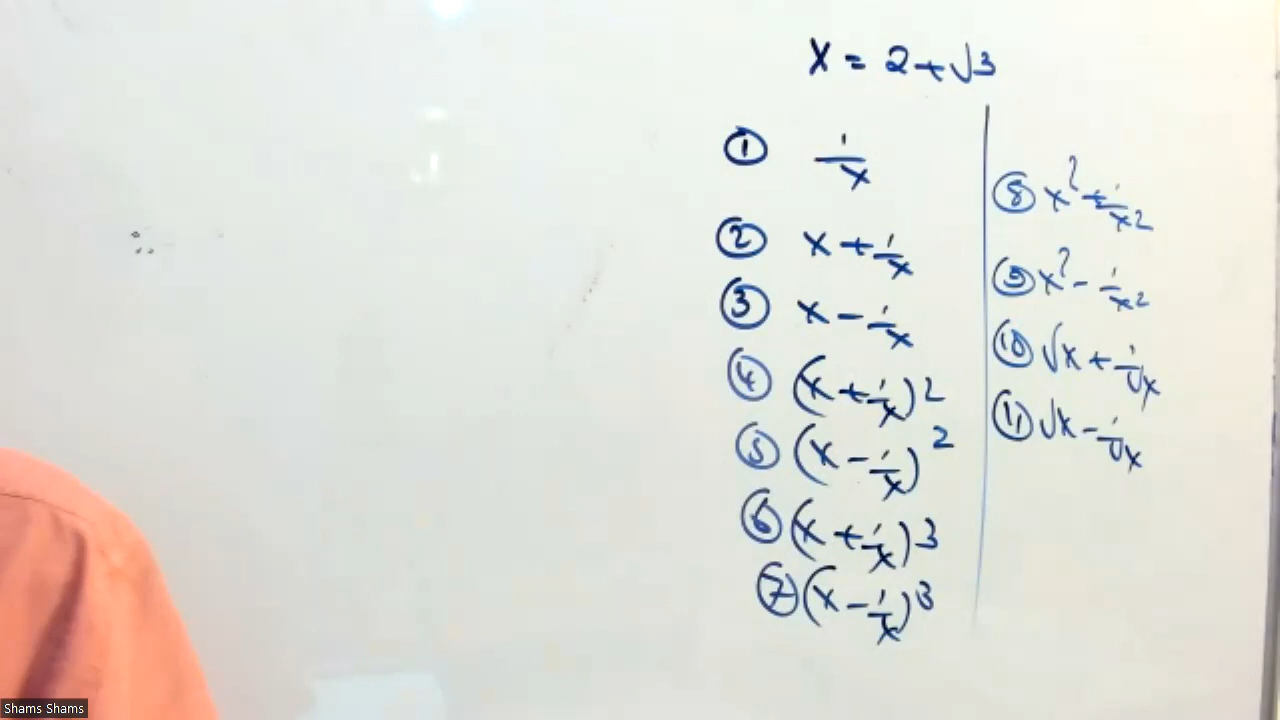 x = 2 + √3
① 1/x
② x + 1/x
③ x - 1/x
④ (x + 1/x)2
⑤ (x - 1/x)2
⑥ (x + 1/x)3
⑦ (x - 1/x)3
⑧ x2 + 1/x2
⑨ x2 - 1/x2
⑩ √x + 1/√x
⑪ √x - 1/√x
Shams Shams